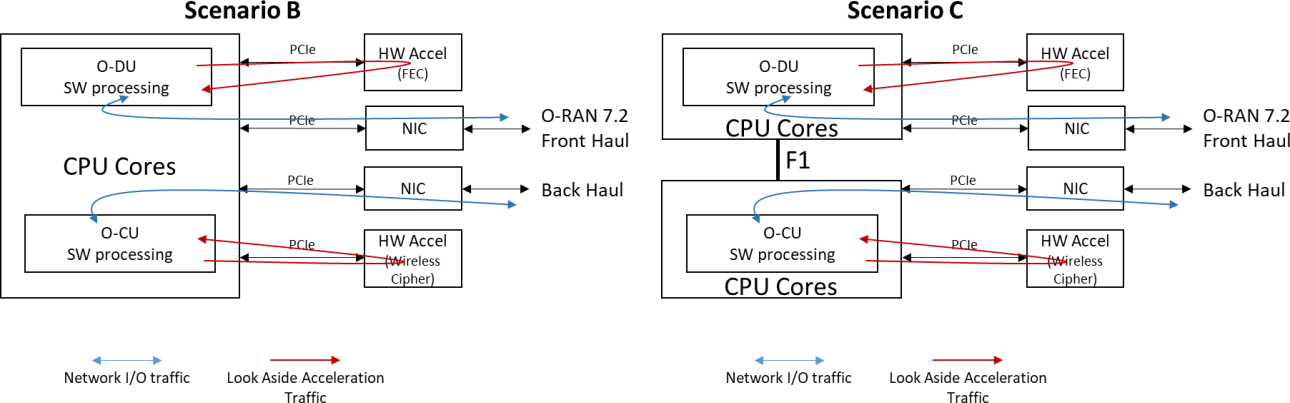 Scenario B
O-DU
SW processing
PCIe
HW Accel
(FEC)
PCIe
NIC
O-RAN 7.2
Front Haul
CPU Cores
PCIe
NIC
Back Haul
O-CU
SW processing
PCIe
HW Accel
(Wireless
Cipher)
Network I/O traffic
Look Aside Acceleration
Traffic
Scenario C
O-DU
SW processing
PCIe
HW Accel
(FEC)
CPU Cores
PCIe
NIC
O-RAN 7.2
Front Haul
F1
PCIe
NIC
Back Haul
O-CU
SW processing
PCIe
HW Accel
(Wireless
Cipher)
CPU Cores
Network I/O traffic
Look Aside Acceleration
Traffic